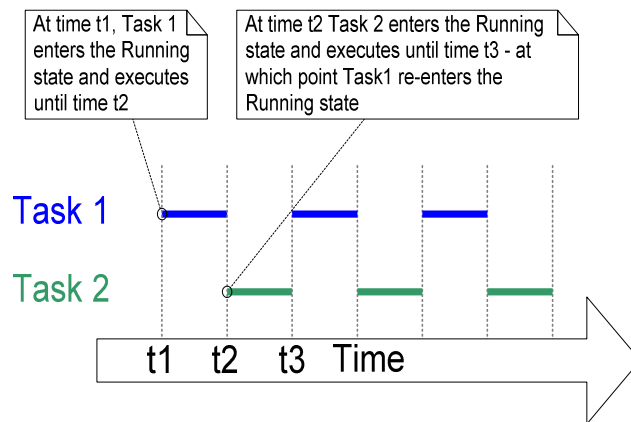 At time t1, Task 1
enters the Running
state and executes
until time t2
At time t2 Task 2 enters the Running
state and executes until time t3 - at
which point Task1 re-enters the
Running state
Task 1
Task 2
t1 t2 t3 Time